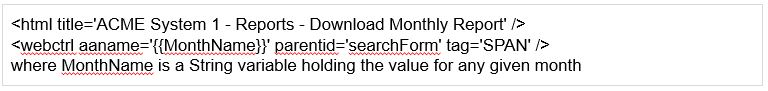 <html title='ACME System 1 - Reports - Download Monthly Report' />
<webctrl aaname='{{MonthName}}' parentid='searchForm' tag='SPAN' />
where MonthName is a String variable holding the value for any given month